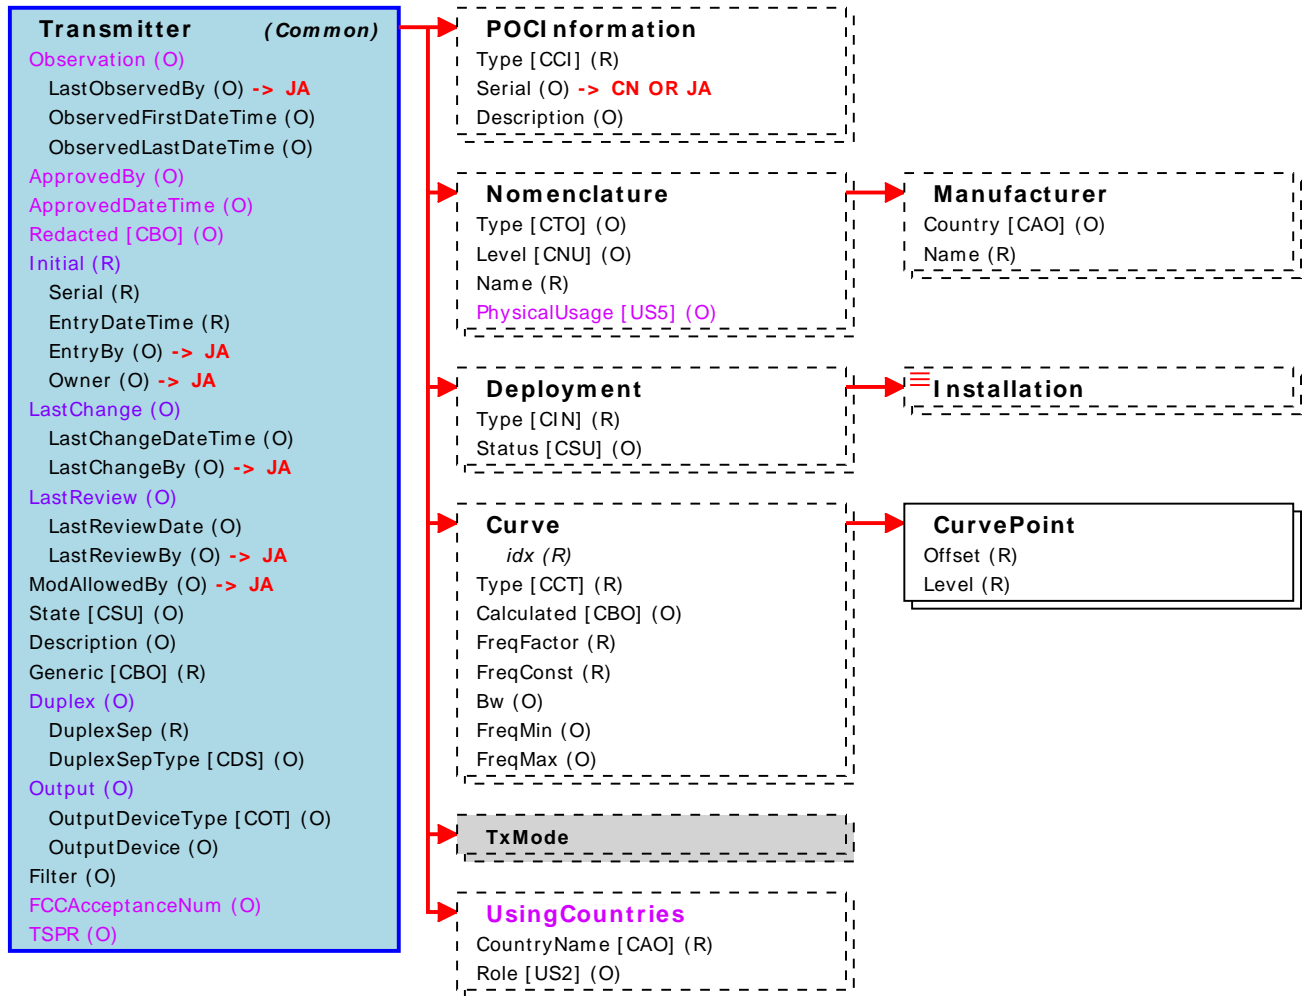 Transmitter (Common)
Observation (O)
LastObservedBy (O) -> JA
ObservedFirstDateTime (O)
ObservedLastDateTime (O)
ApprovedBy (O)
ApprovedDateTime (O)
Redacted [CBO] (O)
Initial (R)
Serial (R)
EntryDateTime (R)
EntryBy (O) -> JA
Owner (O) -> JA
LastChange (O)
LastChangeDateTime (O)
LastChangeBy (O) -> JA
LastReview (O)
LastReviewDate (O)
LastReviewBy (O) -> JA
ModAllowedBy (O) -> JA
State [CSU] (O)
Description (O)
Generic [CBO] (R)
Duplex (O)
DuplexSep (R)
DuplexSepType [CDS] (O)
Output (O)
OutputDeviceType [COT] (O)
OutputDevice (O)
Filter (O)
FCCAcceptanceNum (O)
TSPR (O)
POCInformation
Type [CCI] (R)
Serial (O) -> CN OR JA
Description (O)
Nomenclature
Type [CTO] (O)
Level [CNU] (O)
Name (R)
PhysicalUsage [US5] (O)
Manufacturer
Country [CAO] (O)
Name (R)
Deployment
Type [CIN] (R)
Status [CSU] (O)
Installation
Curve
idx (R)
Type [CCT] (R)
Calculated [CBO] (O)
FreqFactor (R)
FreqConst (R)
Bw (O)
FreqMin (O)
FreqMax (O)
CurvePoint
Offset (R)
Level (R)
TxMode
UsingCountries
CountryName [CAO] (R)
Role [US2] (O)